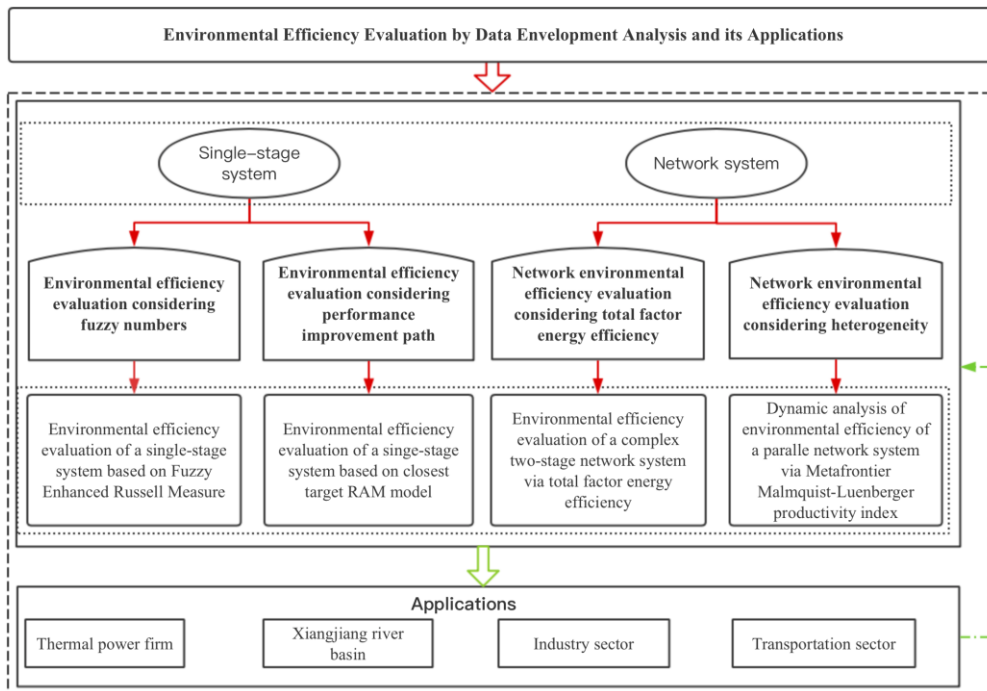 Environmental Efficiency Evaluation by Data Envelopment Analysis and its Applications
Single-stage
system
Network system
Environmental efficiency
evaluation considering
fuzzy numbers
Environmental efficiency
evaluation considering
performance
improvement path
Network environmental
efficiency evaluation
considering total factor
energy efficiency
Network environmental
efficiency evaluation
considering heterogeneity
Environmental efficiency
evaluation of a single-stage
system based on Fuzzy
Enhanced Russell Measure
Environmental efficiency
evaluation of a singe-stage
system based on closest
target RAM model
Environmental efficiency
evaluation of a complex
two-stage network system
via total factor energy
efficiency
Dynamic analysis of
environmental efficiency of
a paralle network system
via Metafrontier
Malmquist-Luenberger
productivity index
Applications
Thermal power firm
Xiangjiang river
basin
Industry sector
Transportation sector